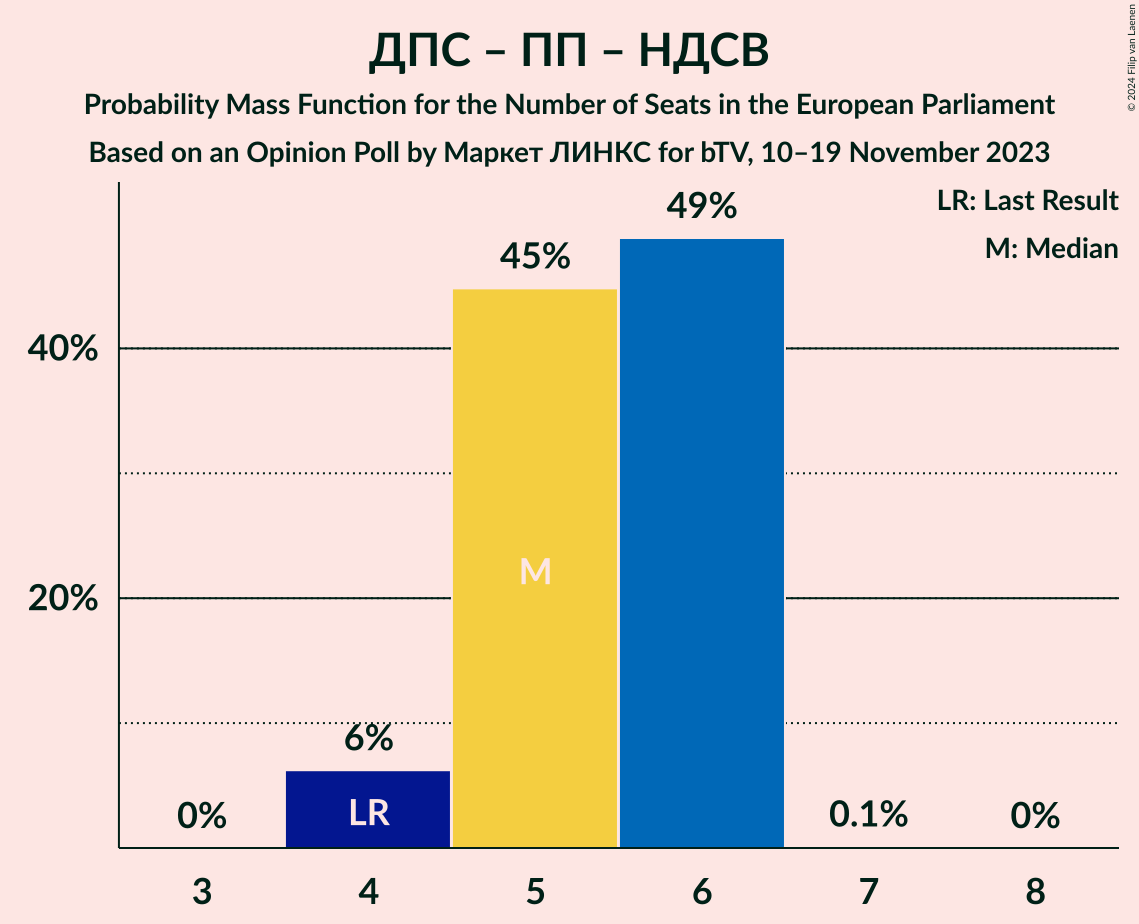 ДПС – ПП – НДСВ
Probability Mass Function for the Number of Seats in the European Parliament
Based on an Opinion Poll by Маркет ЛИНКС for bTV, 10–19 November 2023
© 2024 Filip van Laenen
LR: Last Result
M: Median
49%
45%
40%
M
20%
6%
LR
0%
0.1%
0%
3
4
5
6
7
8